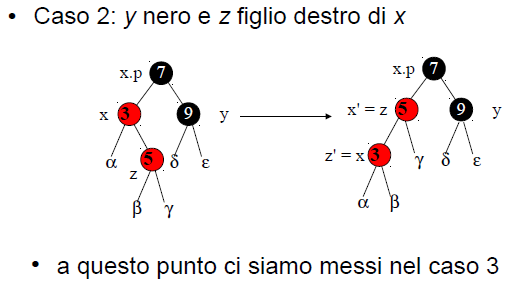 • Caso 2: y nero e z figlio destro di x
x.p 7
x 3 9 y
α z 5 δ ε
β γ
x.p 7
x' = z 5 9 y
z' = x 3 γ δ ε
α β
• a questo punto ci siamo messi nel caso 3